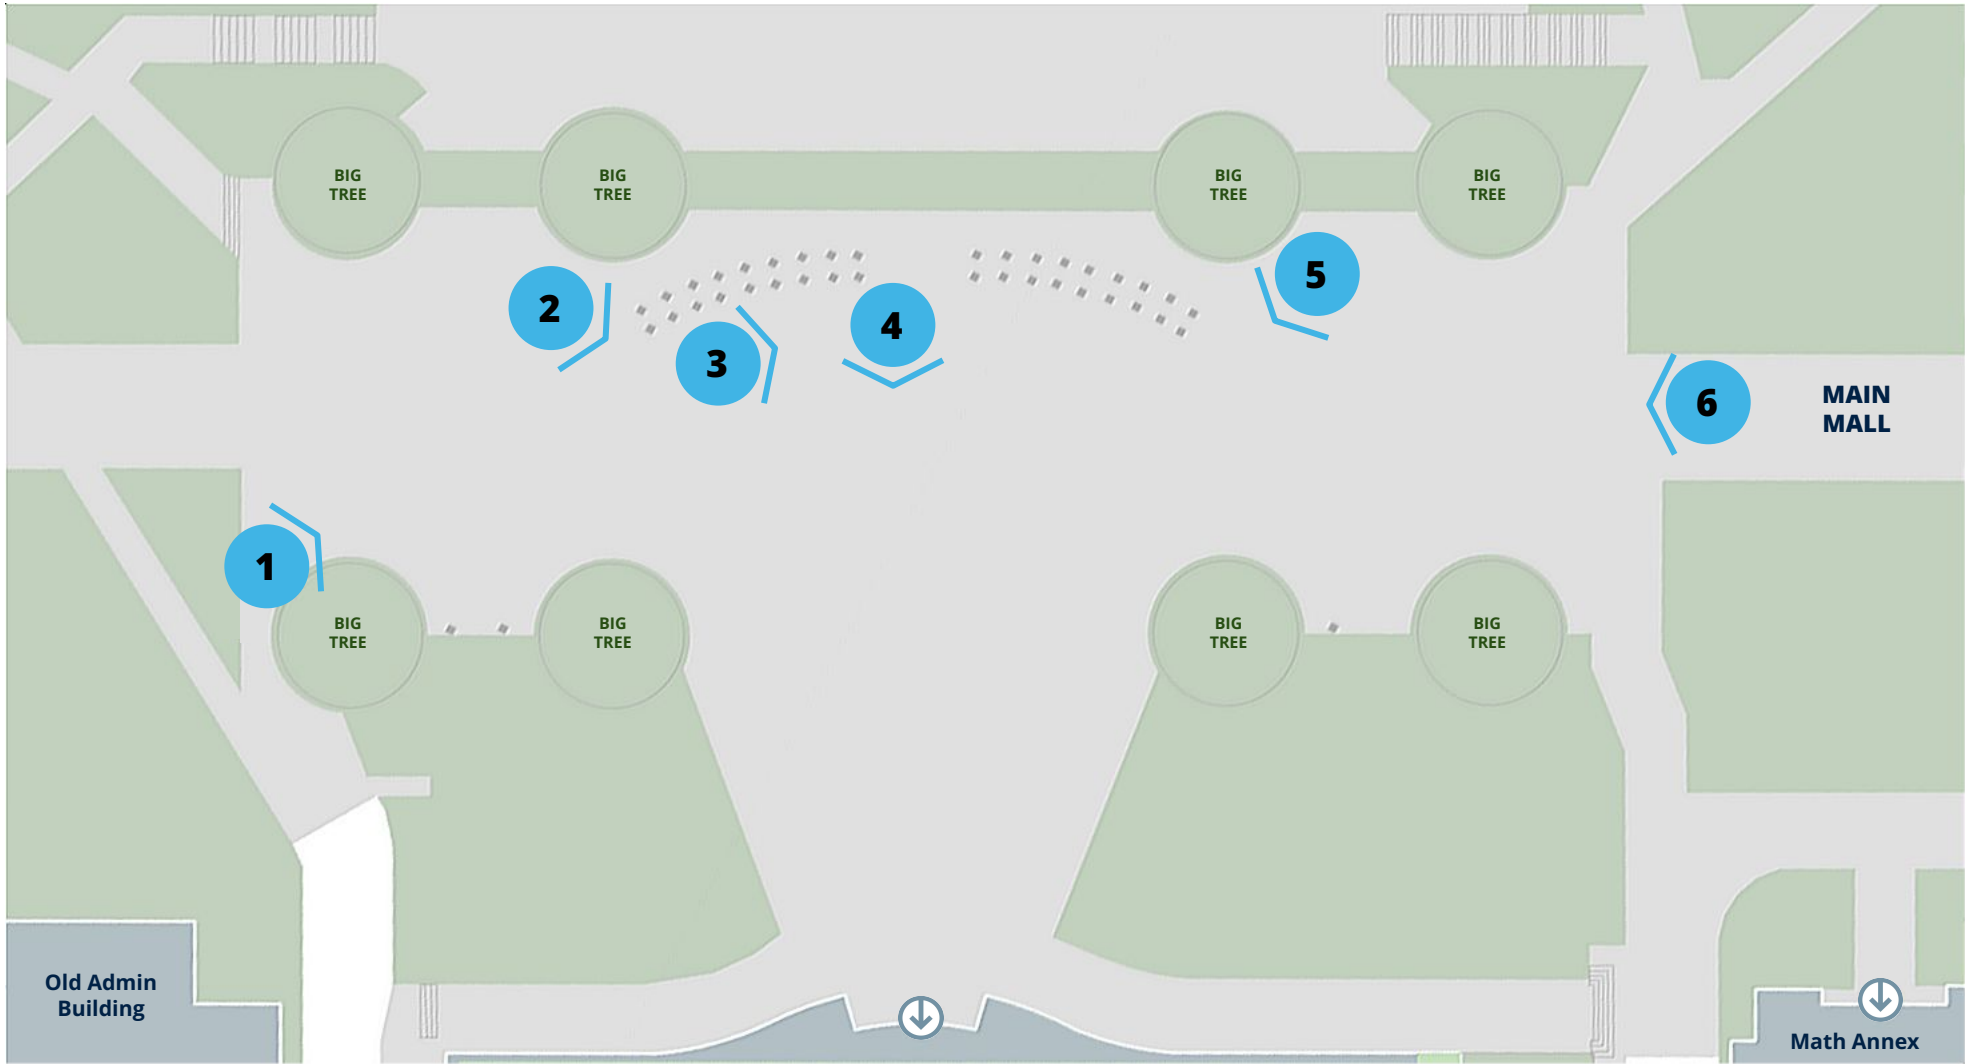 BIG
TREE
BIG
TREE
BIG
TREE
BIG
TREE
2
5
4
3
6
MAIN
MALL
1
BIG
TREE
BIG
TREE
BIG
TREE
BIG
TREE
Old Admin
Building
Math Annex